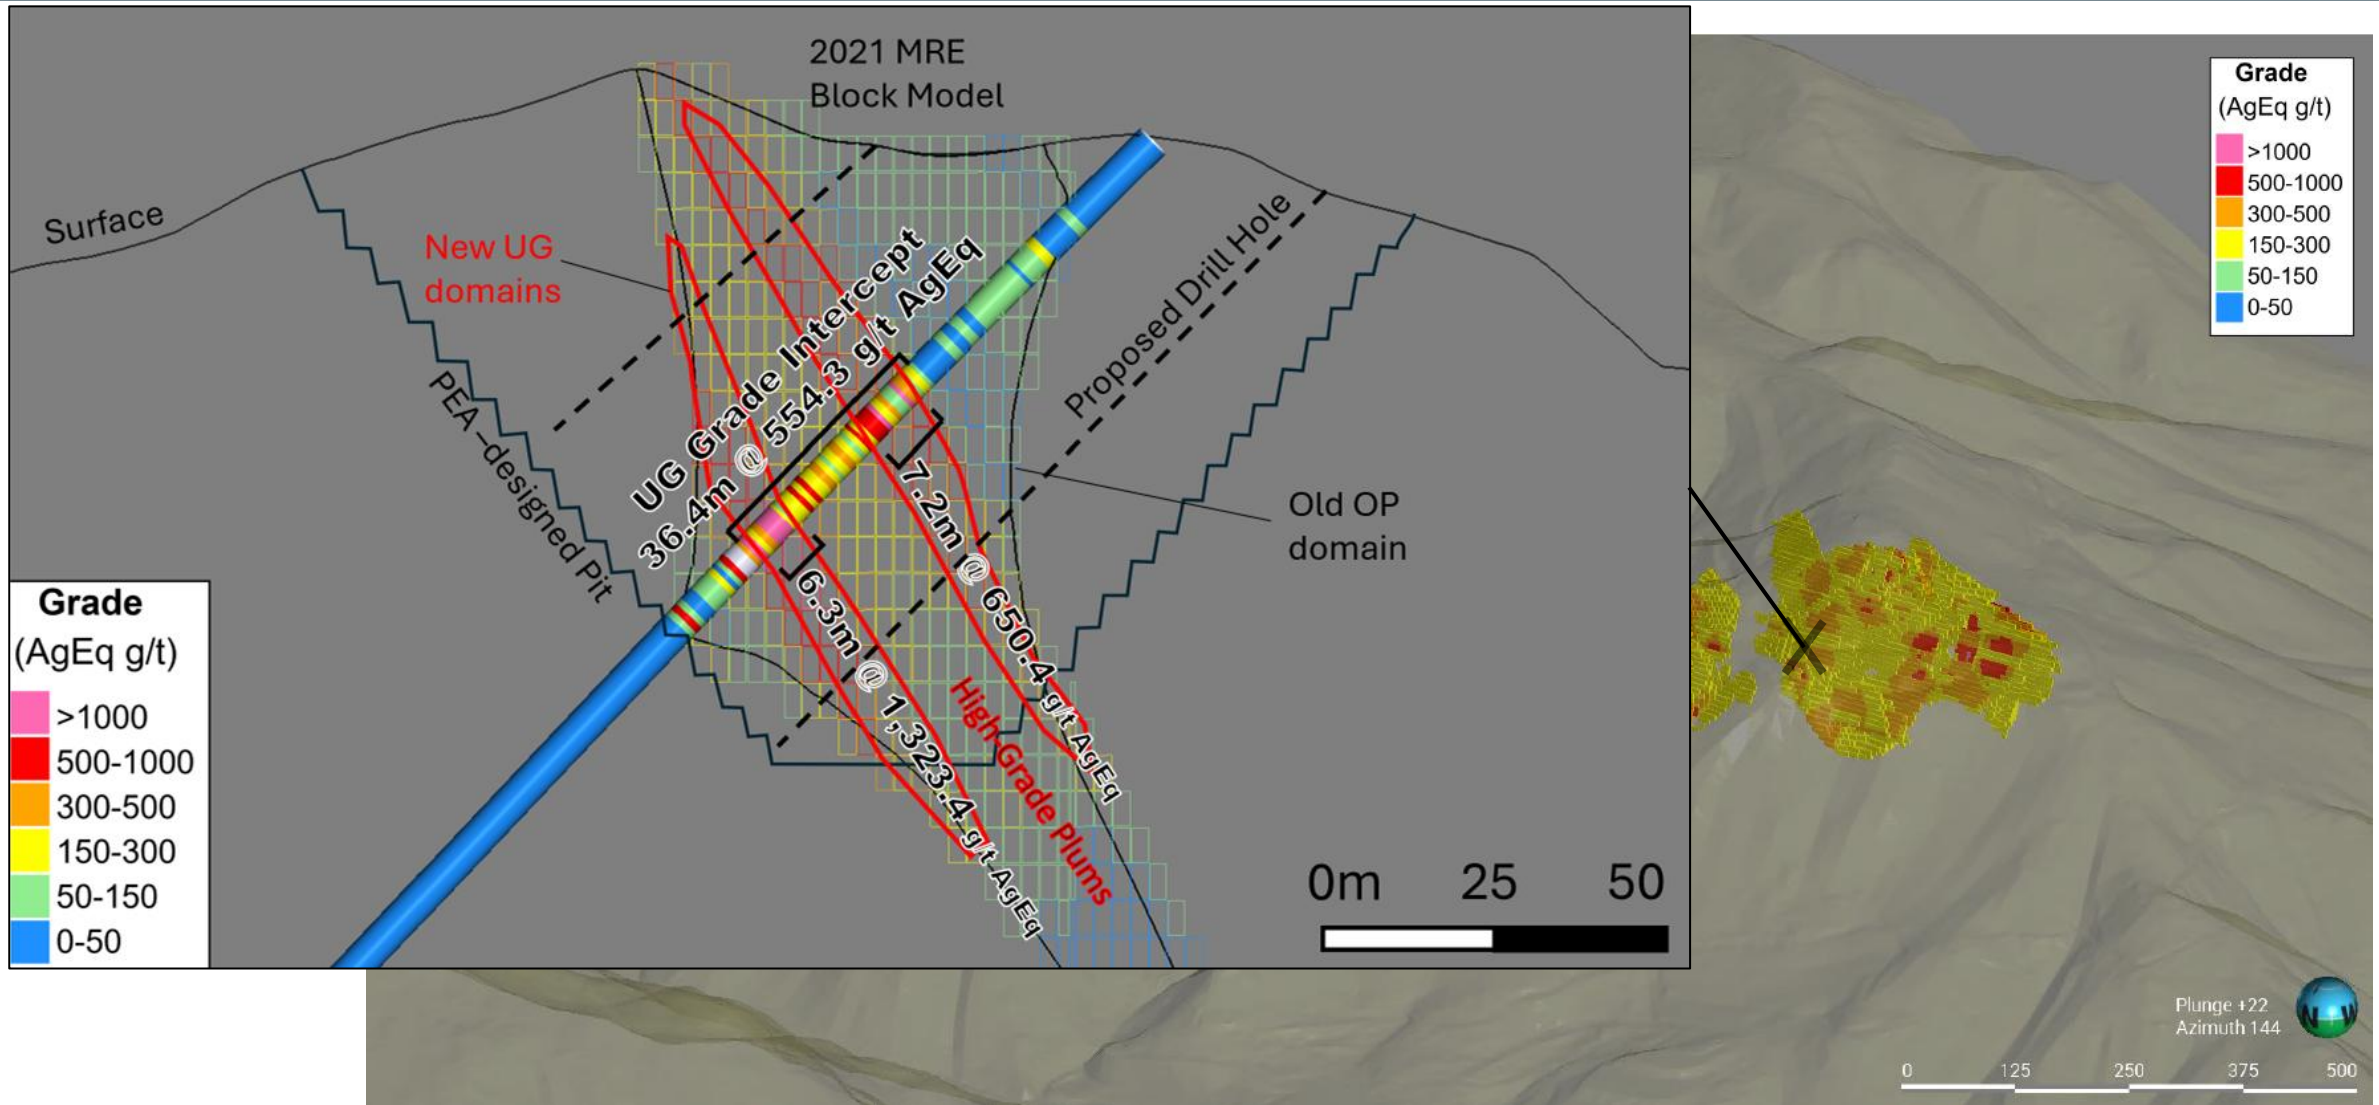 2021 MRE
Block Model
Surface
New UG
domains
UG Grade Intercept
36.4m @ 554.3 g/t AgEq
Proposed Drill Hole
PEA –designed Pit
7.2m @ 650.4 g/t AgEq
6.3m @ 1,323.4 g/t AgEq
High-Grade Plums
Old OP
domain
Grade
(AgEq g/t)
>1000
500-1000
300-500
150-300
50-150
0-50
0m 25 50
Grade
(AgEq g/t)
>1000
500-1000
300-500
150-300
50-150
0-50
Plunge +22
Azimuth 144
N W
0 125 250 375 500